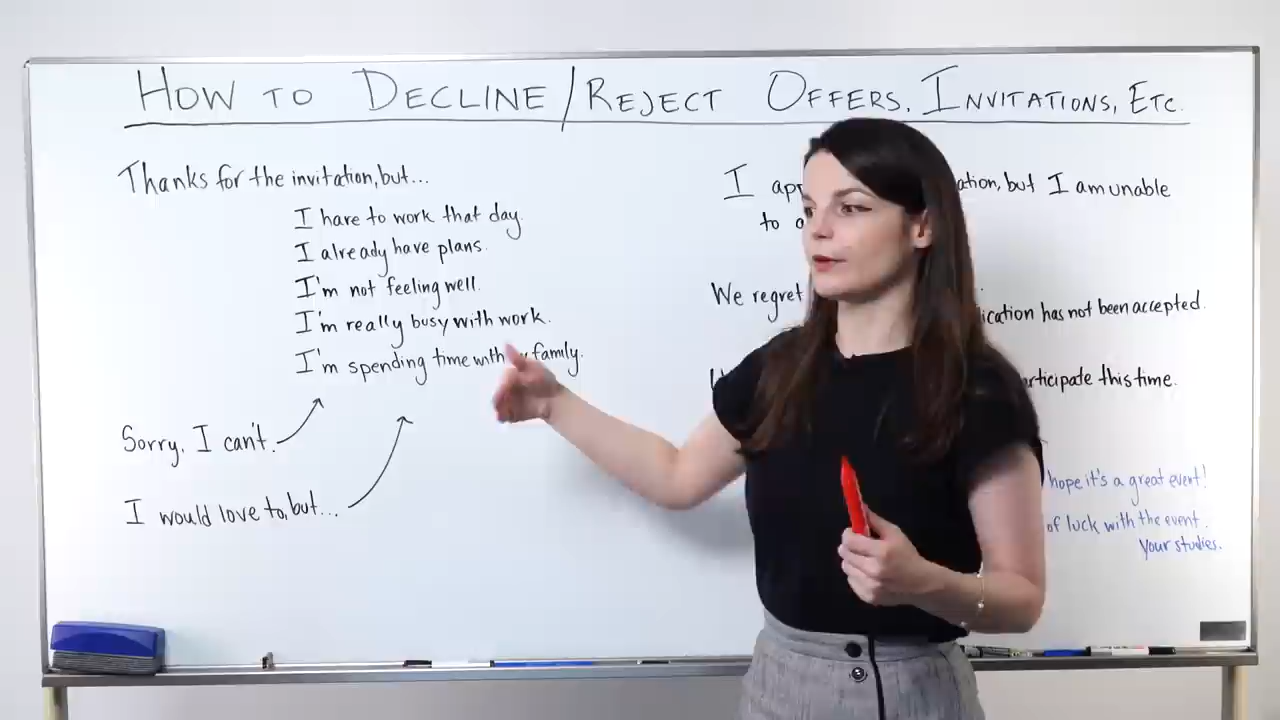 HOW TO DECLINE/REJECT OFFERS, INVITATIONS, ETC.
Thanks for the invitation, but...
I have to work that day.
I already have plans.
I'm not feeling well.
I'm really busy with work.
I'm spending time with family.
Sorry, I can't.
I would love to, but...
I but I am unable
to
We regret
has not been accepted.
this time.
hope it's a great event!
of luck with the event.
your studies.